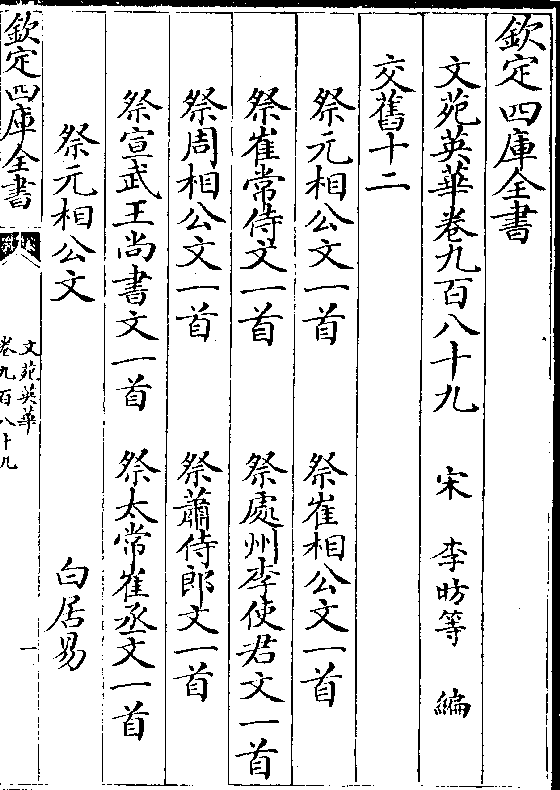 欽定四庫全書
文苑英華卷九百八十九 宋 李昉等 編
交舊十二
祭元相公文一首 祭崔相公文一首
祭崔常侍文一首 祭處州李使君文一首
祭周相公文一首 祭蕭侍郎文一首
祭宣武王尚書文一首 祭太常崔丞文一首
祭元相公文 白居易
欽定四庫全書
文苑英華
卷九百八十九
一